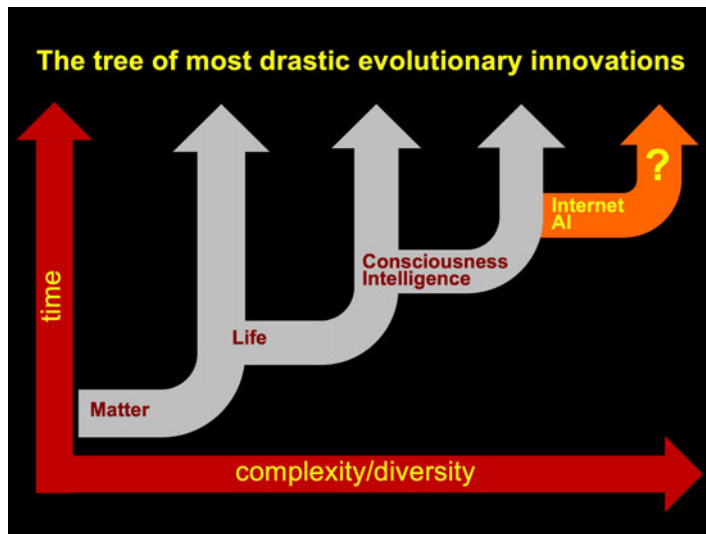 The tree of most drastic evolutionary innovations
?
Internet
AI
Consciousness
Intelligence
time
Life
Matter
complexity/diversity